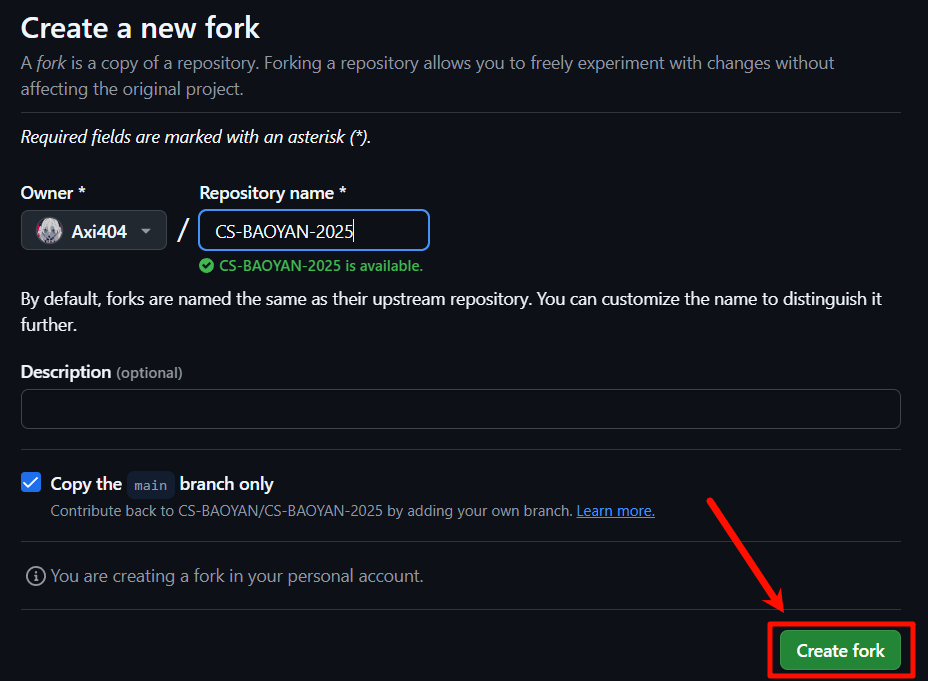 Create a new fork
A fork is a copy of a repository. Forking a repository allows you to freely experiment with changes without
affecting the original project.
Required fields are marked with an asterisk (*).
Owner * Repository name *
Axi404 / CS-BAOYAN-2025
CS-BAOYAN-2025 is available.
By default, forks are named the same as their upstream repository. You can customize the name to distinguish it
further.
Description (optional)
Copy the main branch only
Contribute back to CS-BAOYAN/CS-BAOYAN-2025 by adding your own branch. Learn more.
You are creating a fork in your personal account.
Create fork